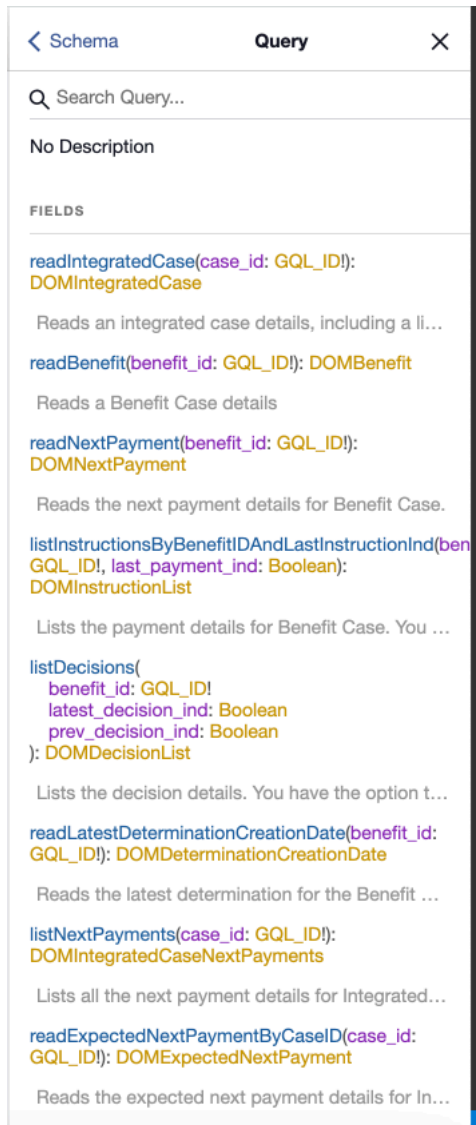 Schema
Query
Search Query...
No Description
FIELDS
readIntegratedCase(case_id: GQL_ID!):
DOMIntegratedCase
Reads an integrated case details, including a li...
readBenefit(benefit_id: GQL_ID!): DOMBenefit
Reads a Benefit Case details
readNextPayment(benefit_id: GQL_ID!):
DOMNextPayment
Reads the next payment details for Benefit Case.
listInstructionsByBenefitIDAndLastInstructionInd(ben
GQL_ID!, last_payment_ind: Boolean):
DOMInstructionList
Lists the payment details for Benefit Case. You ...
listDecisions(
benefit_id: GQL_ID!
latest_decision_ind: Boolean
prev_decision_ind: Boolean
): DOMDecisionList
Lists the decision details. You have the option t...
readLatestDeterminationCreationDate(benefit_id:
GQL_ID!): DOMDeterminationCreationDate
Reads the latest determination for the Benefit ...
listNextPayments(case_id: GQL_ID!):
DOMIntegratedCaseNextPayments
Lists all the next payment details for Integrated...
readExpectedNextPaymentByCaseID(case_id:
GQL_ID!): DOMExpectedNextPayment
Reads the expected next payment details for In...